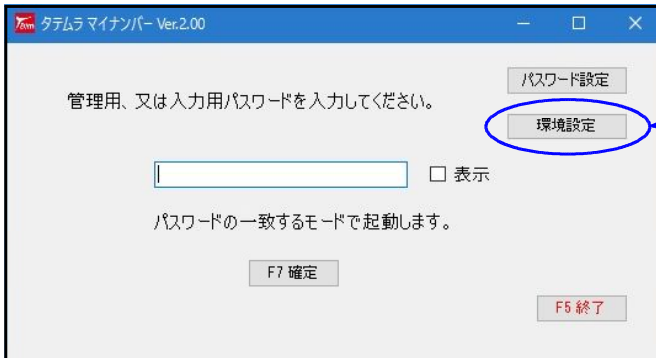 Team タテムラ マイナンバー Ver.2.00
パスワード設定
管理用、又は入力用パスワードを入力してください。
環境設定
表示
パスワードの一致するモードで起動します。
F7 確定
F5 終了